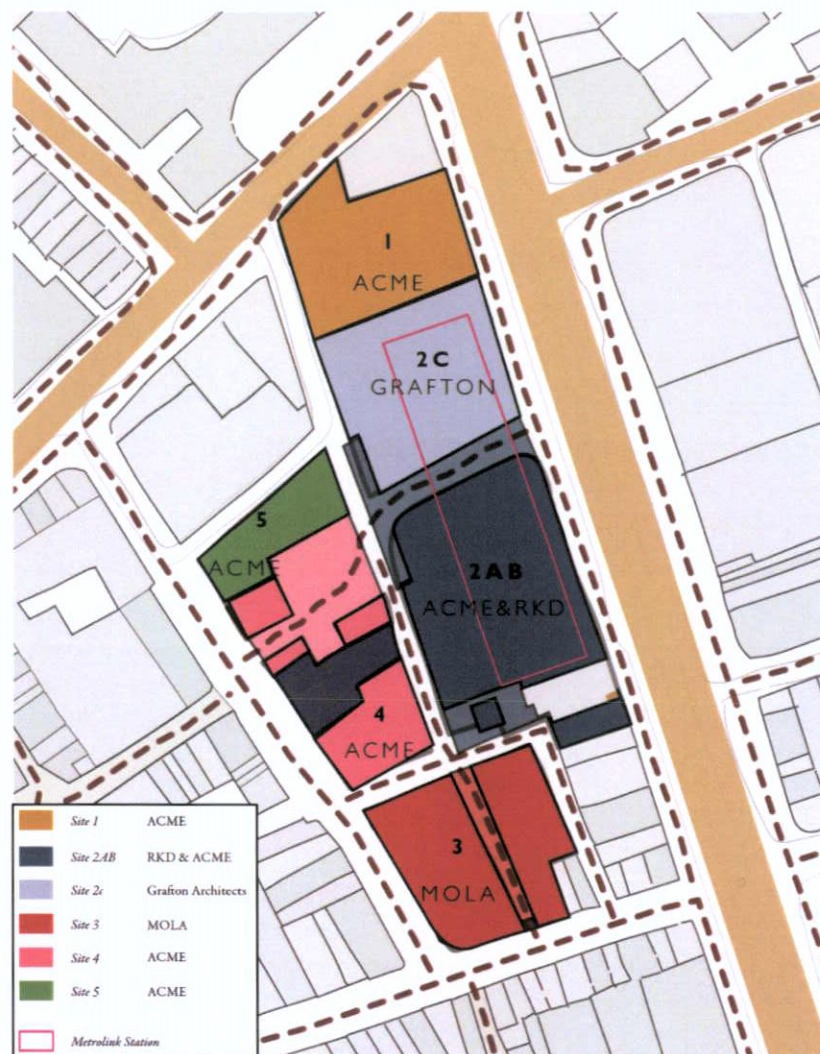 1
ACME
2C
GRAFTON
5
ACME
2AB
ACME&RKD
4
ACME
3
MOLA
Site 1 ACME
Site 2AB RKD & ACME
Site 2c Grafton Architects
Site 3 MOLA
Site 4 ACME
Site 5 ACME
Metrolink Station